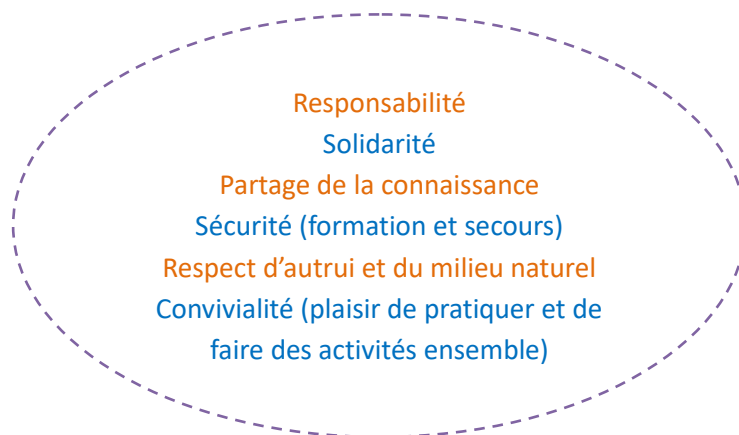 Responsabilité
Solidarité
Partage de la connaissance
Sécurité (formation et secours)
Respect d’autrui et du milieu naturel
Convivialité (plaisir de pratiquer et de
faire des activités ensemble)